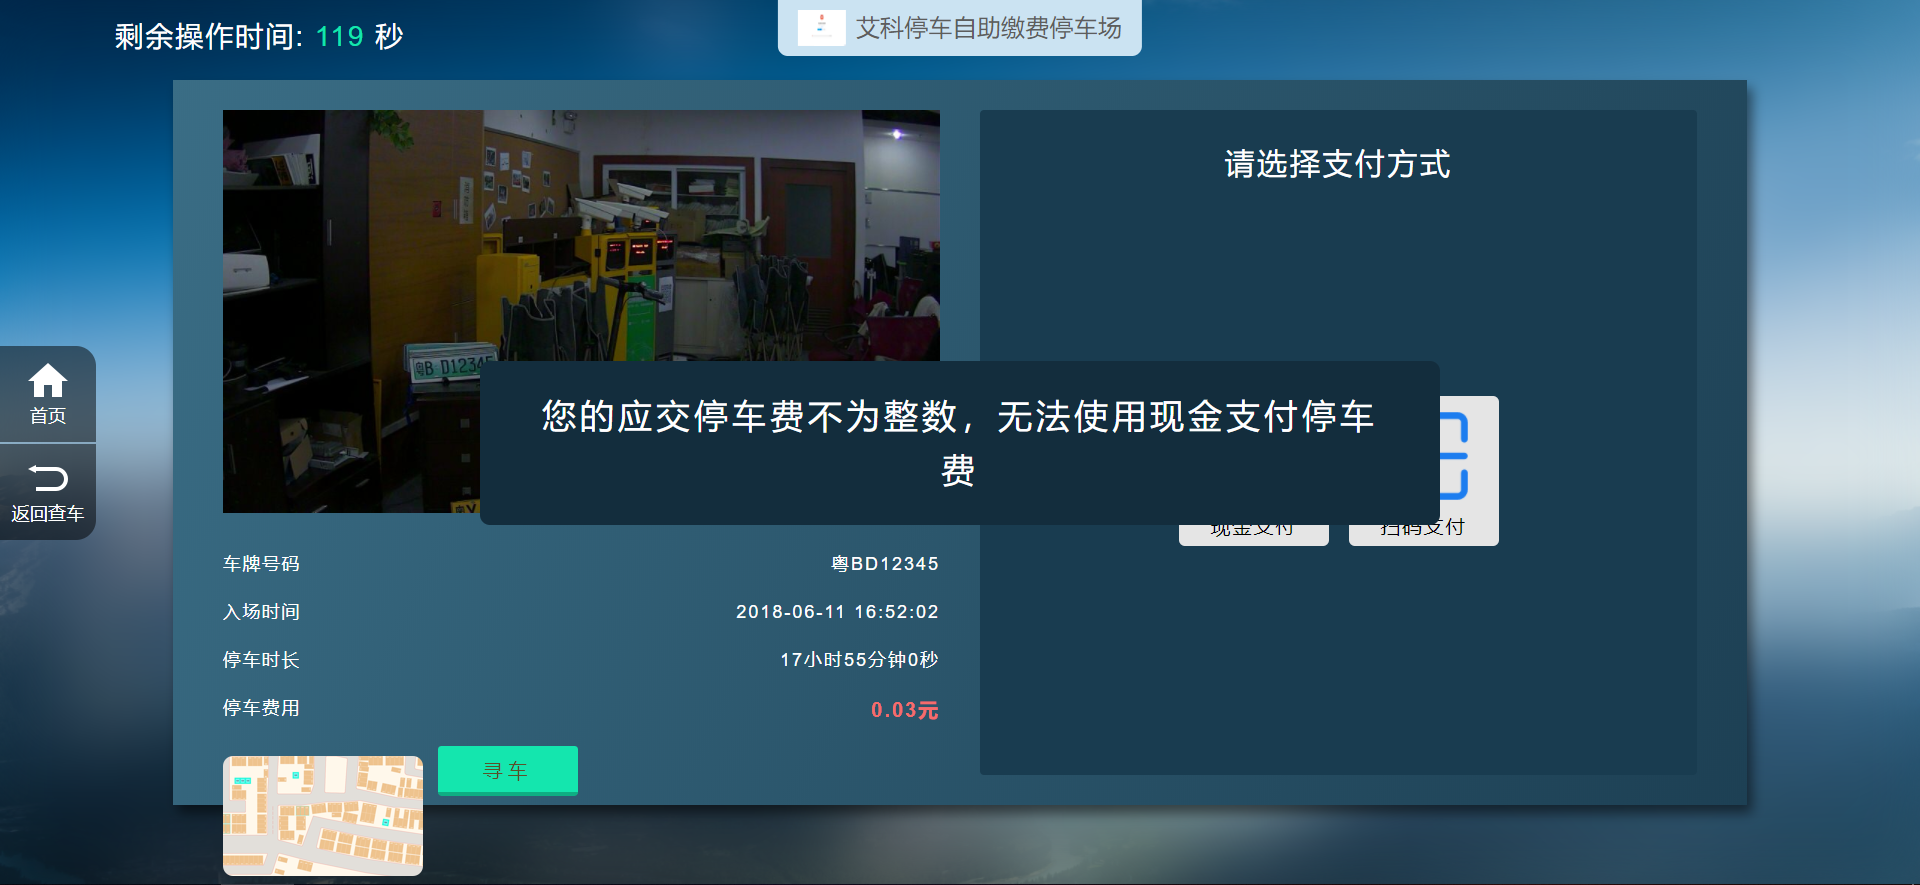 剩余操作时间: 119 秒
艾科停车自助缴费停车场
请选择支付方式
首页
返回查车
粤B D1234
您的应交停车费不为整数，无法使用现金支付停车
费
现金支付
扫码支付
车牌号码 粤BD12345
入场时间 2018-06-11 16:52:02
停车时长 17小时55分钟0秒
停车费用 0.03元
寻车